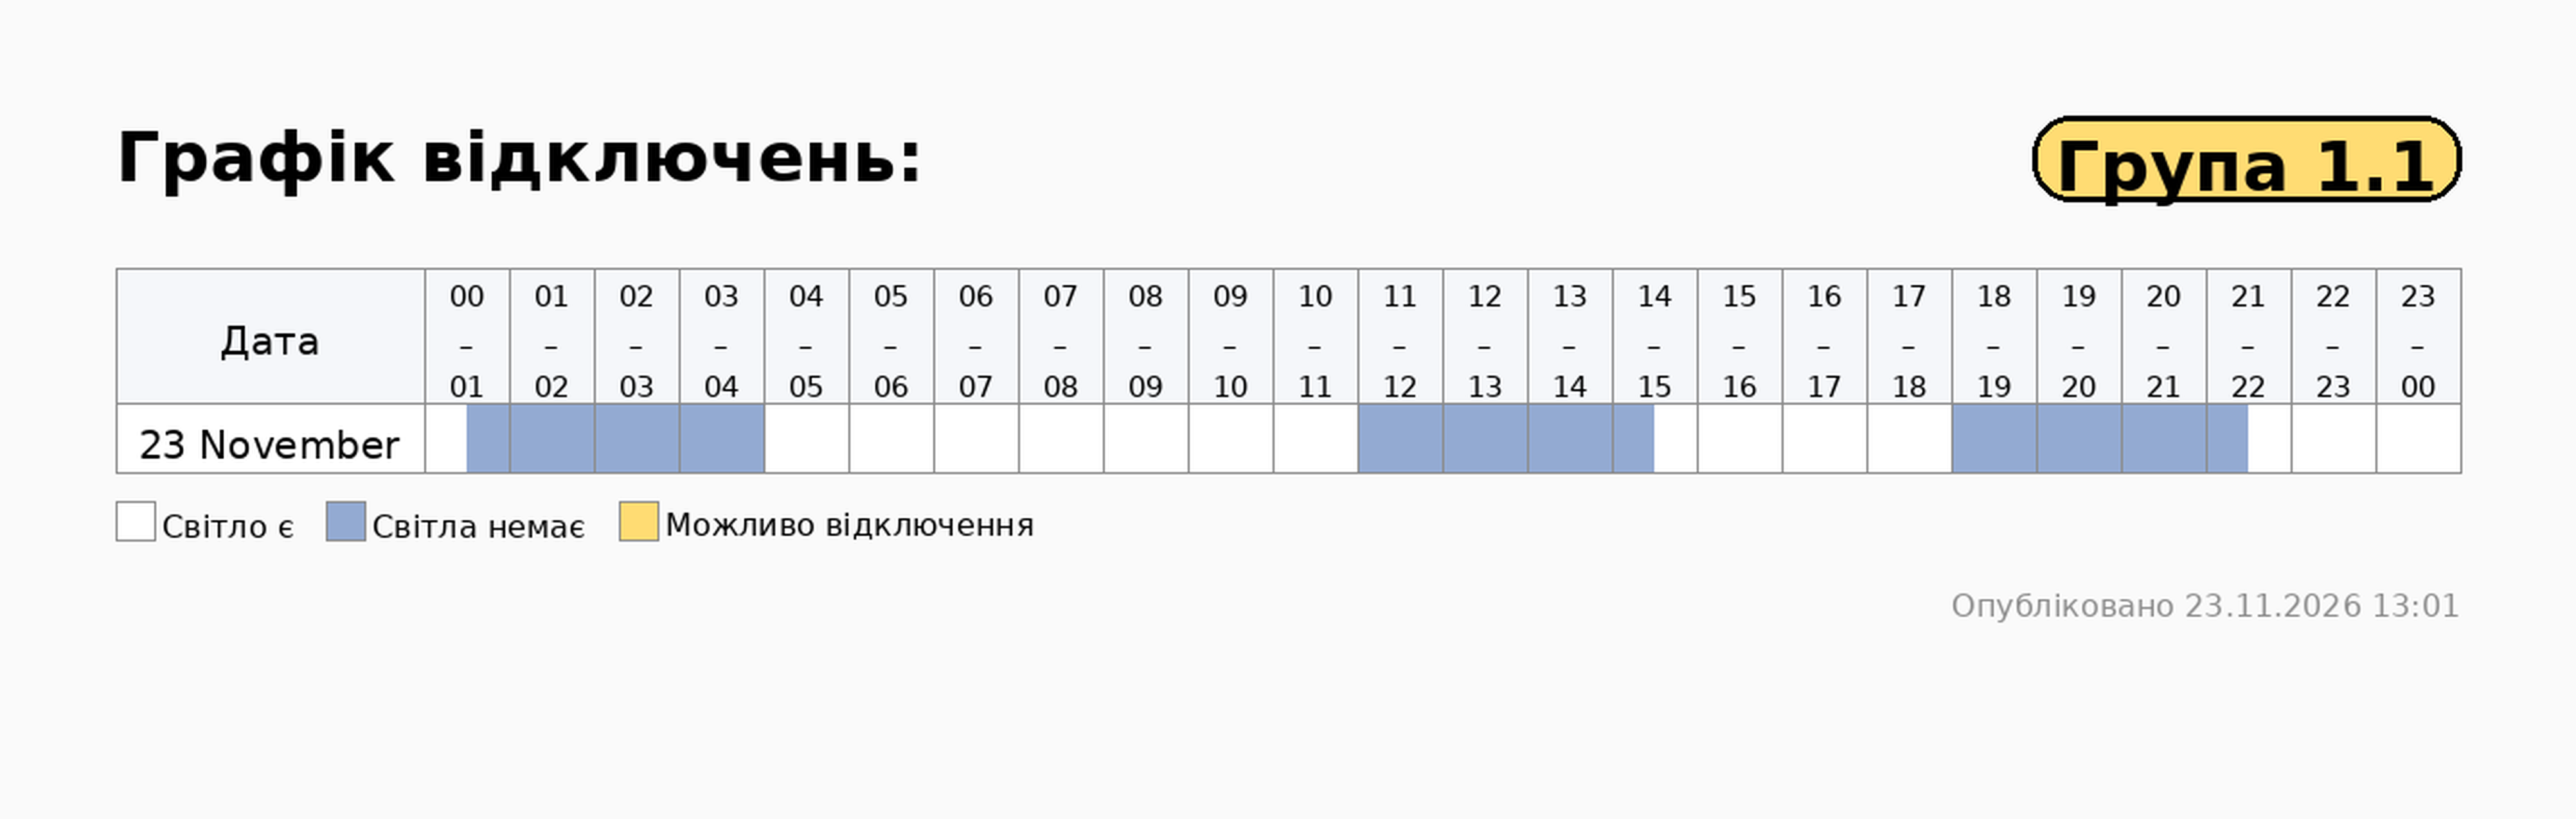 Графік відключень:
Група 1.1
Дата
00 – 01
01 – 02
02 – 03
03 – 04
04 – 05
05 – 06
06 – 07
07 – 08
08 – 09
09 – 10
10 – 11
11 – 12
12 – 13
13 – 14
14 – 15
15 – 16
16 – 17
17 – 18
18 – 19
19 – 20
20 – 21
21 – 22
22 – 23
23 – 00
23 November
Світло є
Світла немає
Можливо відключення
Опубліковано 23.11.2026 13:01